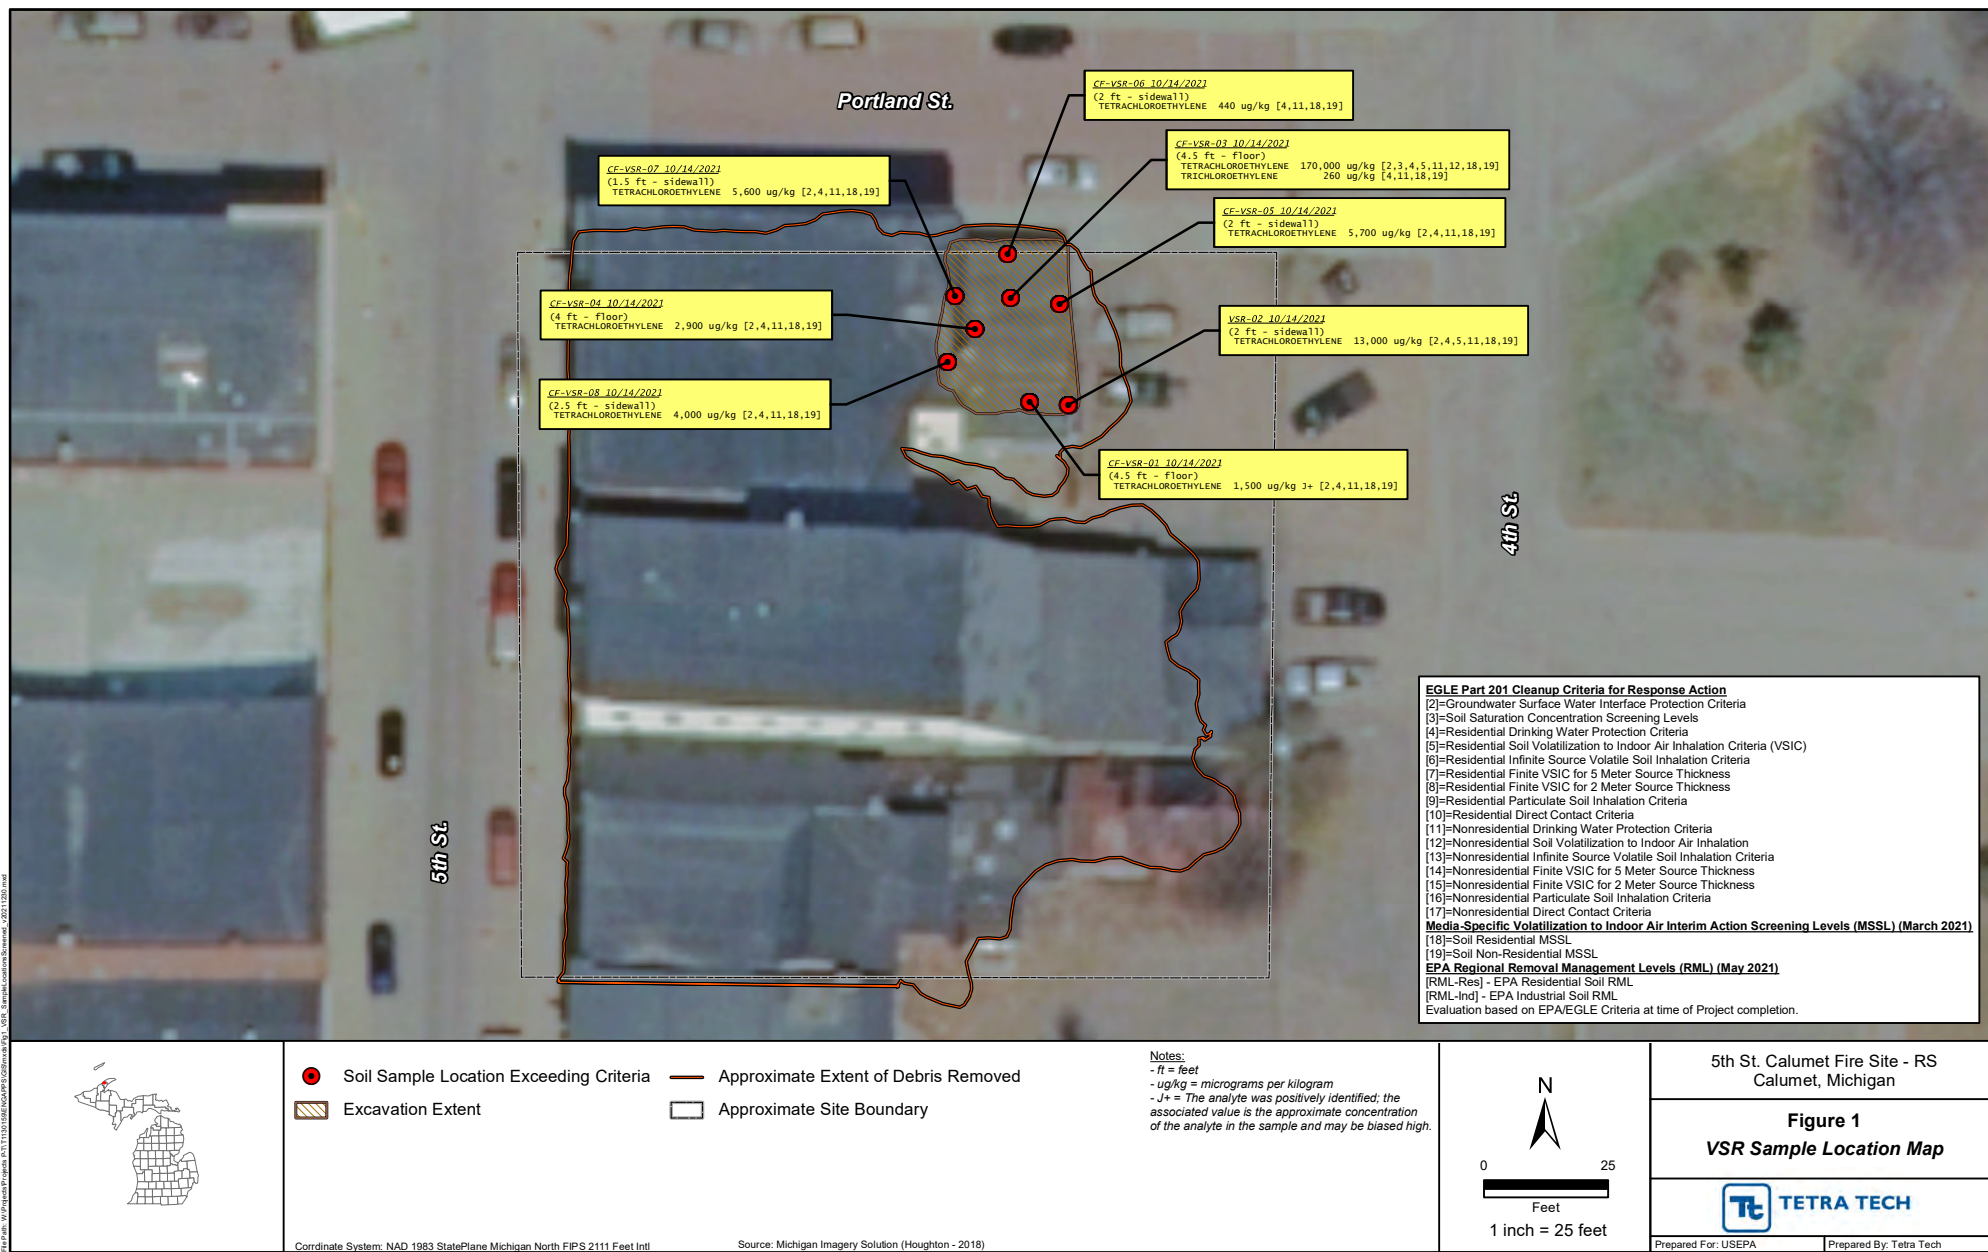 Portland St.
CF-VSR-06 10/14/2021
(2 ft - sidewall)
TETRACHLOROETHYLENE 440 ug/kg [4,11,18,19]
CF-VSR-03 10/14/2021
(4.5 ft - floor)
TETRACHLOROETHYLENE 170,000 ug/kg [2,3,4,5,11,12,18,19]
TRICHLOROETHYLENE 260 ug/kg [4,11,18,19]
CF-VSR-07 10/14/2021
(1.5 ft - sidewall)
TETRACHLOROETHYLENE 5,600 ug/kg [2,4,11,18,19]
CF-VSR-05 10/14/2021
(2 ft - sidewall)
TETRACHLOROETHYLENE 5,700 ug/kg [2,4,11,18,19]
CF-VSR-04 10/14/2021
(4 ft - floor)
TETRACHLOROETHYLENE 2,900 ug/kg [2,4,11,18,19]
VSR-02 10/14/2021
(2 ft - sidewall)
TETRACHLOROETHYLENE 13,000 ug/kg [2,4,5,11,18,19]
CF-VSR-08 10/14/2021
(2.5 ft - sidewall)
TETRACHLOROETHYLENE 4,000 ug/kg [2,4,11,18,19]
CF-VSR-01 10/14/2021
(4.5 ft - floor)
TETRACHLOROETHYLENE 1,500 ug/kg J+ [2,4,11,18,19]
4th St.
5th St.
EGLE Part 201 Cleanup Criteria for Response Action
[2]=Groundwater Surface Water Interface Protection Criteria
[3]=Soil Saturation Concentration Screening Levels
[4]=Residential Drinking Water Protection Criteria
[5]=Residential Soil Volatilization to Indoor Air Inhalation Criteria (VSIC)
[6]=Residential Infinite Source Volatile Soil Inhalation Criteria
[7]=Residential Finite VSIC for 5 Meter Source Thickness
[8]=Residential Finite VSIC for 2 Meter Source Thickness
[9]=Residential Particulate Soil Inhalation Criteria
[10]=Residential Direct Contact Criteria
[11]=Nonresidential Drinking Water Protection Criteria
[12]=Nonresidential Soil Volatilization to Indoor Air Inhalation
[13]=Nonresidential Infinite Source Volatile Soil Inhalation Criteria
[14]=Nonresidential Finite VSIC for 5 Meter Source Thickness
[15]=Nonresidential Finite VSIC for 2 Meter Source Thickness
[16]=Nonresidential Particulate Soil Inhalation Criteria
[17]=Nonresidential Direct Contact Criteria
Media-Specific Volatilization to Indoor Air Interim Action Screening Levels (MSSL) (March 2021)
[18]=Soil Residential MSSL
[19]=Soil Non-Residential MSSL
EPA Regional Removal Management Levels (RML) (May 2021)
[RML-Res] - EPA Residential Soil RML
[RML-Ind] - EPA Industrial Soil RML
Evaluation based on EPA/EGLE Criteria at time of Project completion.
Soil Sample Location Exceeding Criteria
Excavation Extent
Approximate Extent of Debris Removed
Approximate Site Boundary
Notes:
- ft = feet
- ug/kg = micrograms per kilogram
- J+ = The analyte was positively identified; the
associated value is the approximate concentration
of the analyte in the sample and may be biased high.
Corrdinate System: NAD 1983 StatePlane Michigan North FIPS 2111 Feet Intl
Source: Michigan Imagery Solution (Houghton - 2018)
N
0 25
Feet
1 inch = 25 feet
5th St. Calumet Fire Site - RS
Calumet, Michigan
Figure 1
VSR Sample Location Map
Tt TETRA TECH
Prepared For: USEPA
Prepared By: Tetra Tech